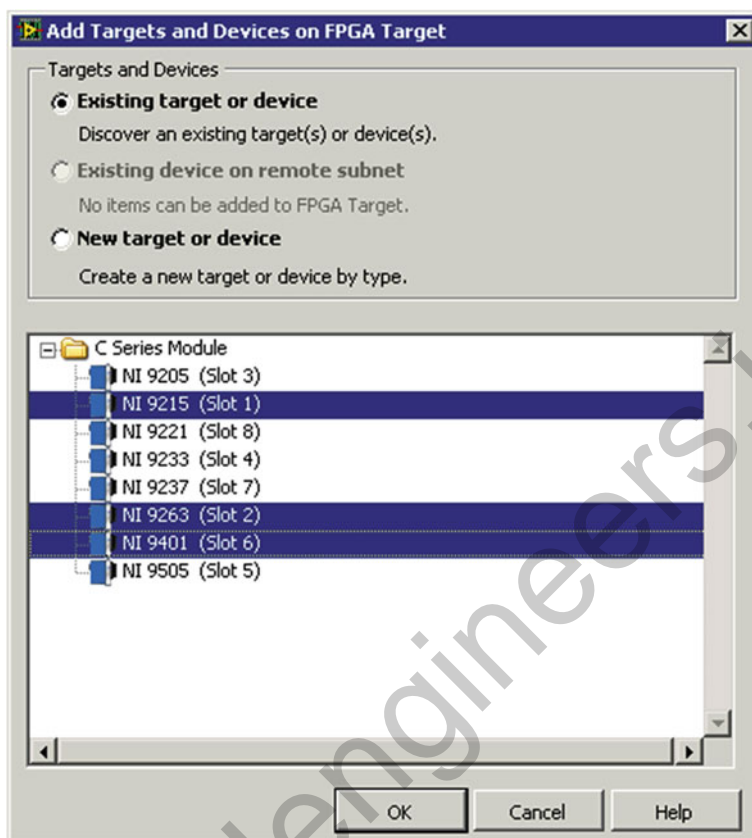 Add Targets and Devices on FPGA Target
Targets and Devices
Existing target or device
Discover an existing target(s) or device(s).
Existing device on remote subnet
No items can be added to FPGA Target.
New target or device
Create a new target or device by type.
C Series Module
NI 9205 (Slot 3)
NI 9215 (Slot 1)
NI 9221 (Slot 8)
NI 9233 (Slot 4)
NI 9237 (Slot 7)
NI 9263 (Slot 2)
NI 9401 (Slot 6)
NI 9505 (Slot 5)
OK Cancel Help